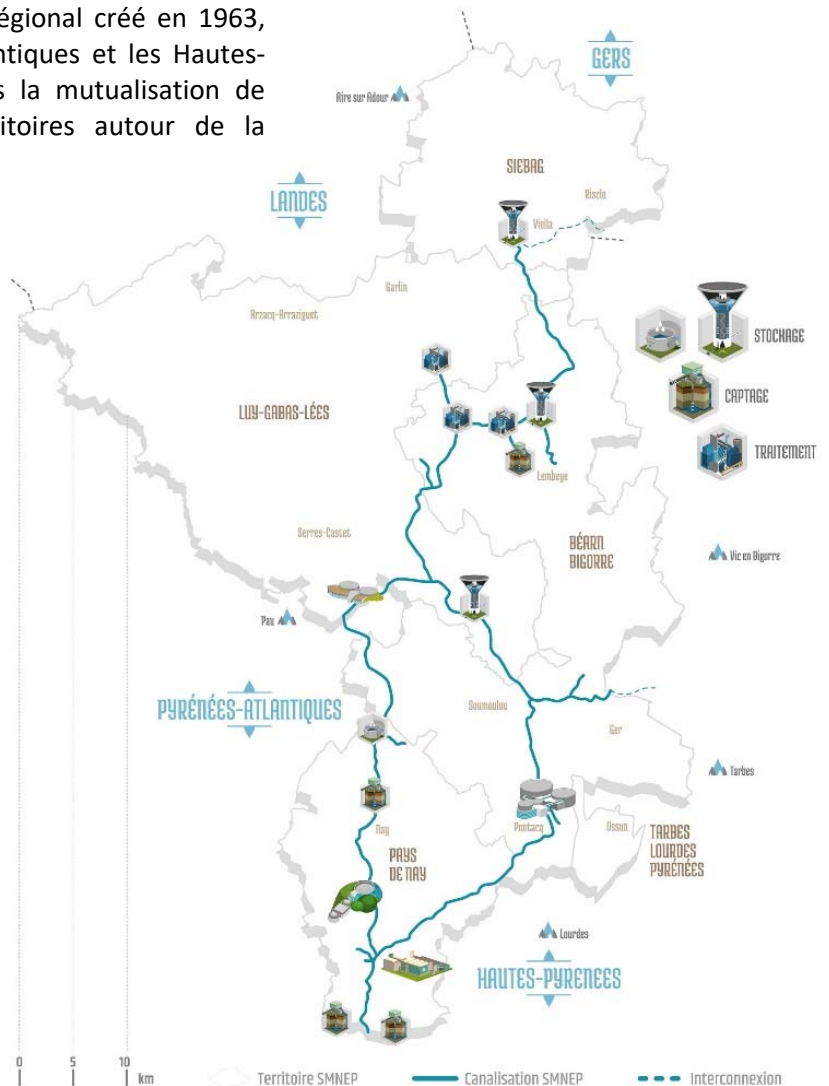 égional créé en 1963,
ntiques et les Hautes-
s la mutualisation de
ritoires autour de la
GERS
Aire sur Adour
SIEBAG
LANDES
Riscle
Viella
Garlin
Arzacq-Arraziguet
STOCHAGE
CAPTAGE
LUY-GABAS-LÉES
TRAITEMENT
Lembeye
Serres-Castet
BÉARN
BIGORRE
Vic en Bigorre
Pau
PYRÉNÉES-ATLANTIQUES
Soumoulou
Ger
Tarbes
Nay
Pontacq
Ossun
TARBES
LOURDES
PYRÉNÉES
PAYS
DE NAY
Lourdes
HAUTES-PYRENEES
0 5 10
km
Territoire SMNEP
Canalisation SMNEP
Interconnexion